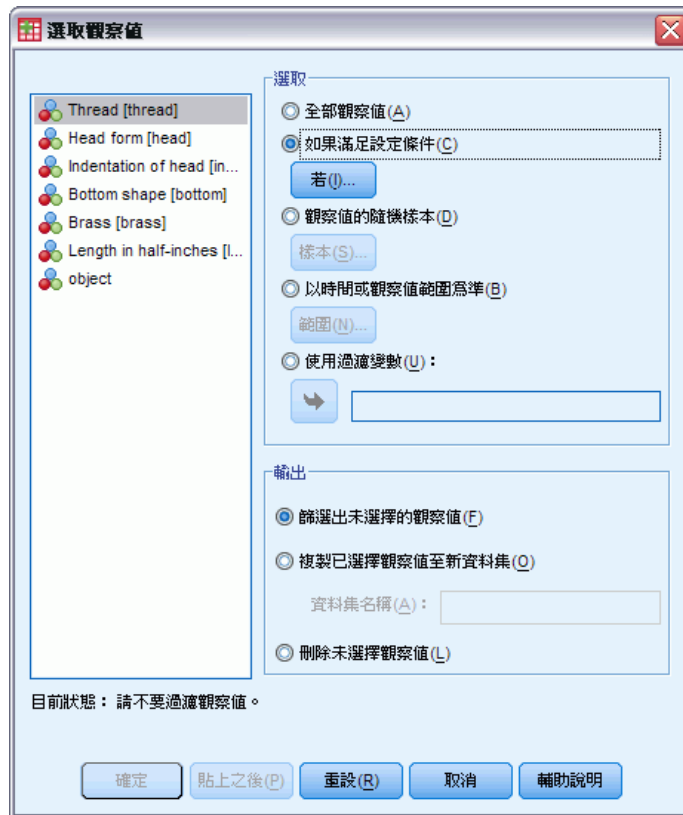 選取觀察值
Thread [thread]
Head form [head]
Indentation of head [in...
Bottom shape [bottom]
Brass [brass]
Length in half-inches [l...
object
選取
全部觀察值(A)
如果滿足設定條件(C)
若(I)...
觀察值的隨機樣本(D)
樣本(S)...
以時間或觀察值範圍為準(B)
範圍(N)...
使用過濾變數(U)：
輸出
篩選出未選擇的觀察值(F)
複製已選擇觀察值至新資料集(O)
資料集名稱(A)：
刪除未選擇觀察值(L)
目前狀態：請不要過濾觀察值。
確定
貼上之後(P)
重設(R)
取消
輔助說明